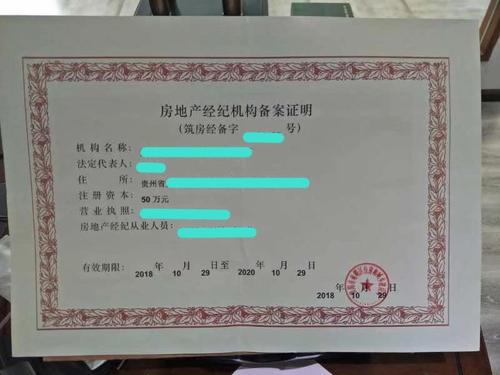 房地产经纪机构备案证明
(筑房经备字 号)
机构名称:
法定代表人:
住 所: 贵州省
注册资本: 50 万元
营业执照:
房地产经纪从业人员:
有效期限: 年 月 日至 年 月 日
2018 10 29 2020 10 29
年 月 日
2018 10 29